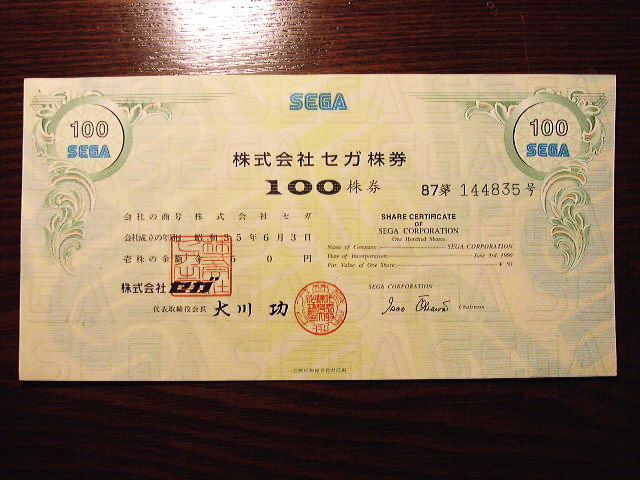 SEGA
100
SEGA
100
SEGA
株式会社セガ株券
100株券
87第 144835号
会社の商号 株式会社セガ
会社成立の年月日 昭和35年6月3日
壱株の金額 金 50円
株式会社 セガ
代表取締役会長 大川 功
SHARE CERTIFICATE
OF
SEGA CORPORATION
One Hundred Shares
Name of Company SEGA CORPORATION
Date of Incorporation June 3rd, 1960
Par Value of One Share ¥ 50
SEGA CORPORATION
Isao Okawa Chairman